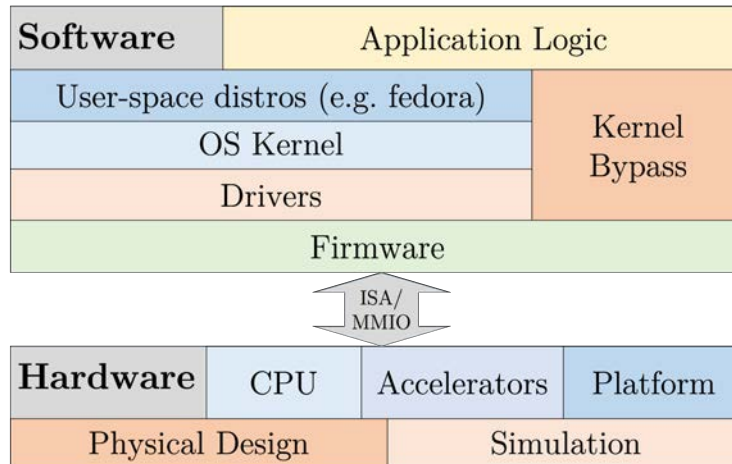 Software
Application Logic
User-space distros (e.g. fedora)
Kernel
Bypass
OS Kernel
Drivers
Firmware
ISA/
MMIO
Hardware
CPU
Accelerators
Platform
Physical Design
Simulation